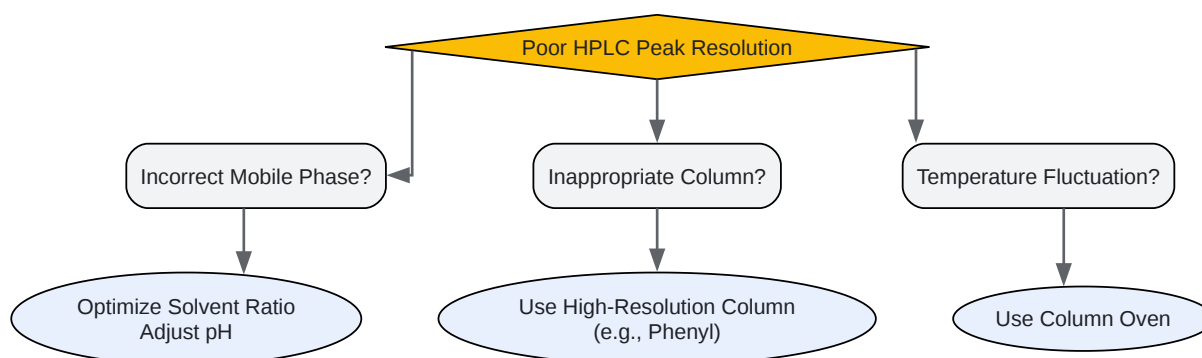 Poor HPLC Peak Resolution
Incorrect Mobile Phase?
Inappropriate Column?
Temperature Fluctuation?
Optimize Solvent Ratio
Adjust pH
Use High-Resolution Column
(e.g., Phenyl)
Use Column Oven